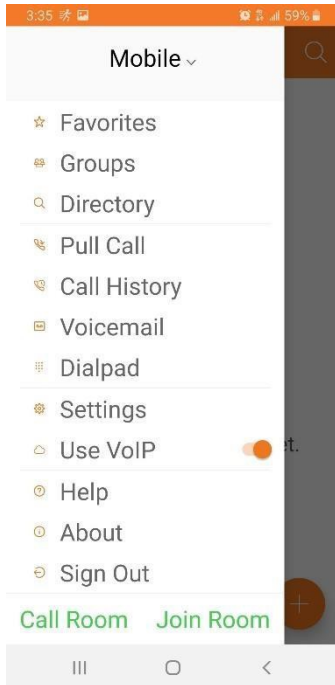 3:35 59%
Mobile
Favorites
Groups
Directory
Pull Call
Call History
Voicemail
Dialpad
Settings
Use VoIP
et.
Help
About
Sign Out
Call Room Join Room